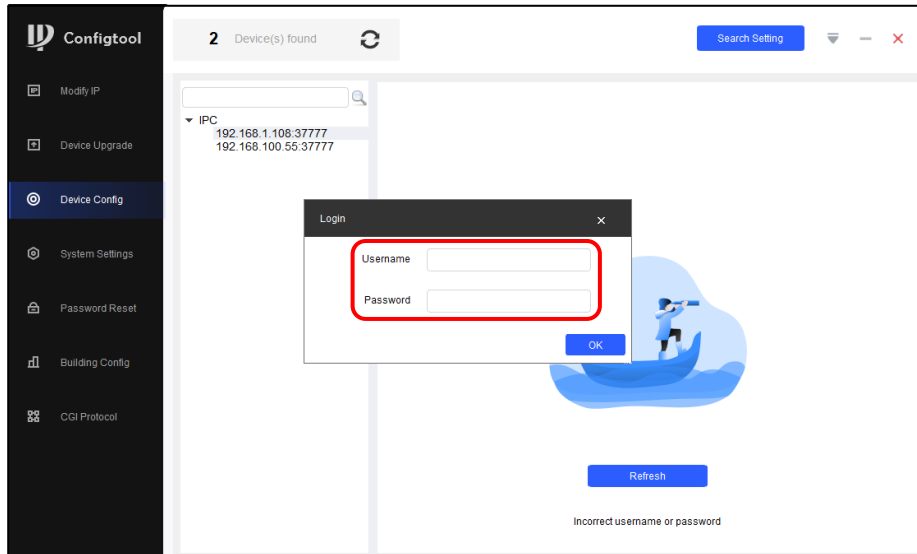 Configtool
2 Device(s) found
Search Setting
Modify IP
Device Upgrade
Device Config
System Settings
Password Reset
Building Config
CGI Protocol
IPC
192.168.1.108:37777
192.168.100.55:37777
Login
Username
Password
OK
Refresh
Incorrect username or password